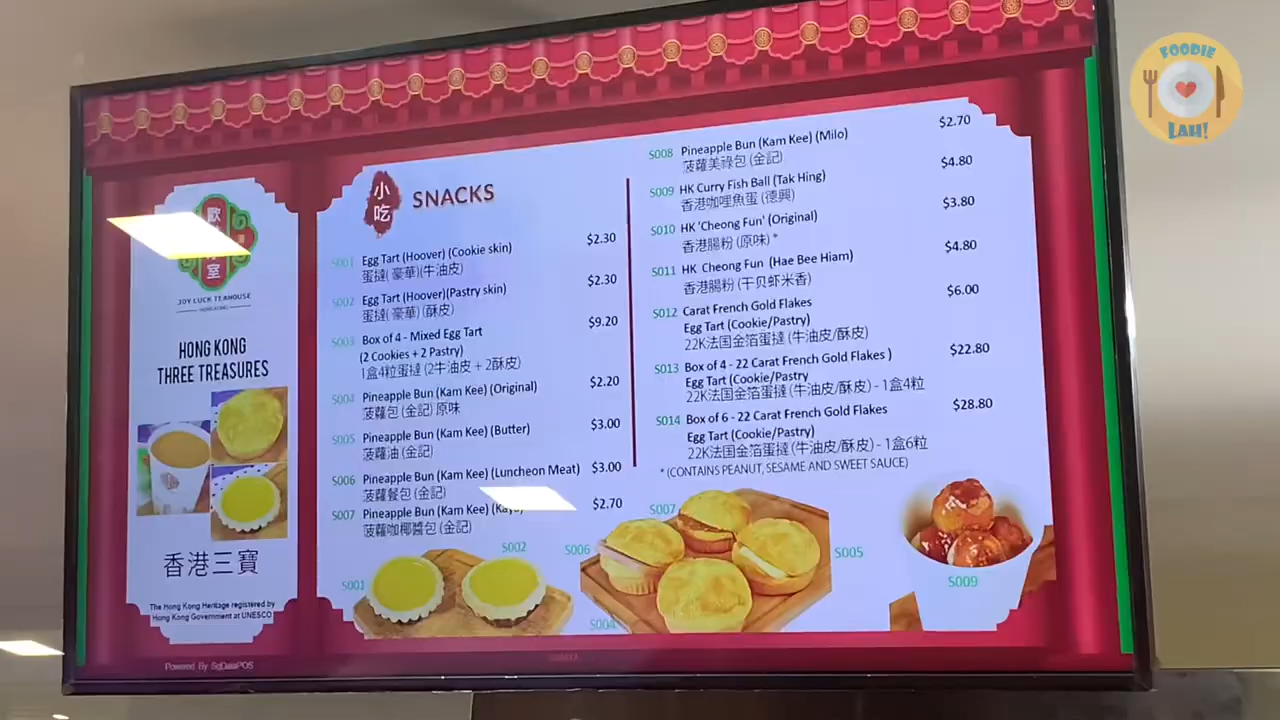 FOODIE
LAH!
歐
室
JOY LUCK TEAHOUSE
HONG KONG
THREE TREASURES
香港三寶
The Hong Kong Heritage registered by
Hong Kong Government at UNESCO
Powered By SgDataPOS
小吃
SNACKS
S001 Egg Tart (Hoover) (Cookie skin) $2.30
蛋撻( 豪華)(牛油皮)
S002 Egg Tart (Hoover)(Pastry skin) $2.30
蛋撻( 豪華) (酥皮)
S003 Box of 4 - Mixed Egg Tart $9.20
(2 Cookies + 2 Pastry)
1盒4粒蛋撻 (2牛油皮 + 2酥皮)
S004 Pineapple Bun (Kam Kee) (Original) $2.20
菠蘿包 (金記) 原味
S005 Pineapple Bun (Kam Kee) (Butter) $3.00
菠蘿油 (金記)
S006 Pineapple Bun (Kam Kee) (Luncheon Meat) $3.00
菠蘿餐包 (金記)
S007 Pineapple Bun (Kam Kee) (Kaya) $2.70
菠蘿咖椰醬包 (金記)
S008 Pineapple Bun (Kam Kee) (Milo) $2.70
菠蘿美祿包 (金記)
S009 HK Curry Fish Ball (Tak Hing) $4.80
香港咖哩魚蛋 (德興)
S010 HK 'Cheong Fun' (Original) $3.80
香港腸粉 (原味) *
S011 HK Cheong Fun (Hae Bee Hiam) $4.80
香港腸粉 (干贝虾米香)
S012 Carat French Gold Flakes $6.00
Egg Tart (Cookie/Pastry)
22K法国金箔蛋撻 (牛油皮/酥皮)
S013 Box of 4 - 22 Carat French Gold Flakes ) $22.80
Egg Tart (Cookie/Pastry
22K法国金箔蛋撻 (牛油皮/酥皮) - 1盒4粒
S014 Box of 6 - 22 Carat French Gold Flakes $28.80
Egg Tart (Cookie/Pastry)
22K法国金箔蛋撻 (牛油皮/酥皮) - 1盒6粒
* (CONTAINS PEANUT, SESAME AND SWEET SAUCE)
S001
S002
S006
S007
S004
S005
S009